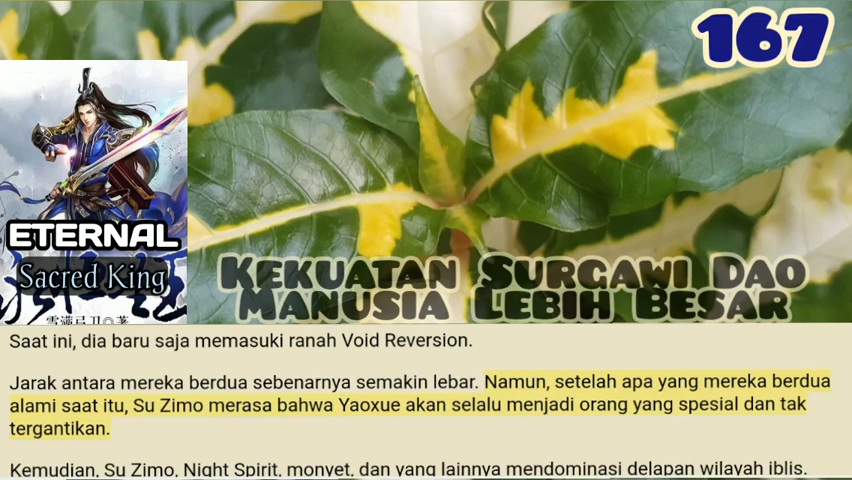 167
ETERNAL
Sacred King
KEKUATAN SURGAWI DAO
MANUSIA LEBIH BESAR
Saat ini, dia baru saja memasuki ranah Void Reversion.
Jarak antara mereka berdua sebenarnya semakin lebar. Namun, setelah apa yang mereka berdua
alami saat itu, Su Zimo merasa bahwa Yaoxue akan selalu menjadi orang yang spesial dan tak
tergantikan.
Kemudian, Su Zimo, Night Spirit, monyet, dan yang lainnya mendominasi delapan wilayah iblis.